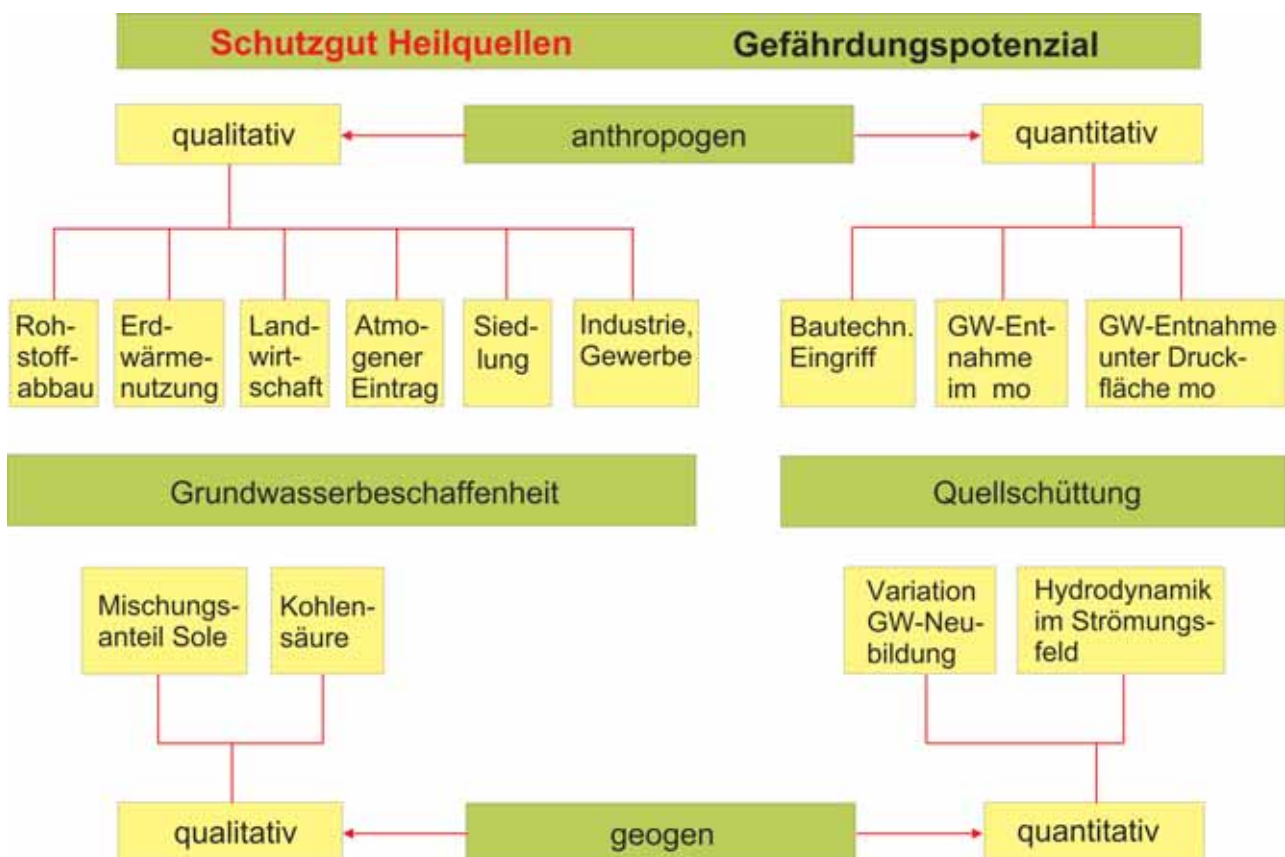 Schutzgut Heilquellen Gefährdungspotenzial
qualitativ
anthropogen
quantitativ
Roh-
stoff-
abbau
Erd-
wärme-
nutzung
Land-
wirt-
schaft
Atmo-
gener
Eintrag
Sied-
lung
Industrie,
Gewerbe
Bautechn.
Eingriff
GW-Ent-
nahme
im mo
GW-Entnahme
unter Druck-
fläche mo
Grundwasserbeschaffenheit
Quellschüttung
Mischungs-
anteil Sole
Kohlen-
säure
Variation
GW-Neu-
bildung
Hydrodynamik
im Strömungs-
feld
qualitativ
geogen
quantitativ